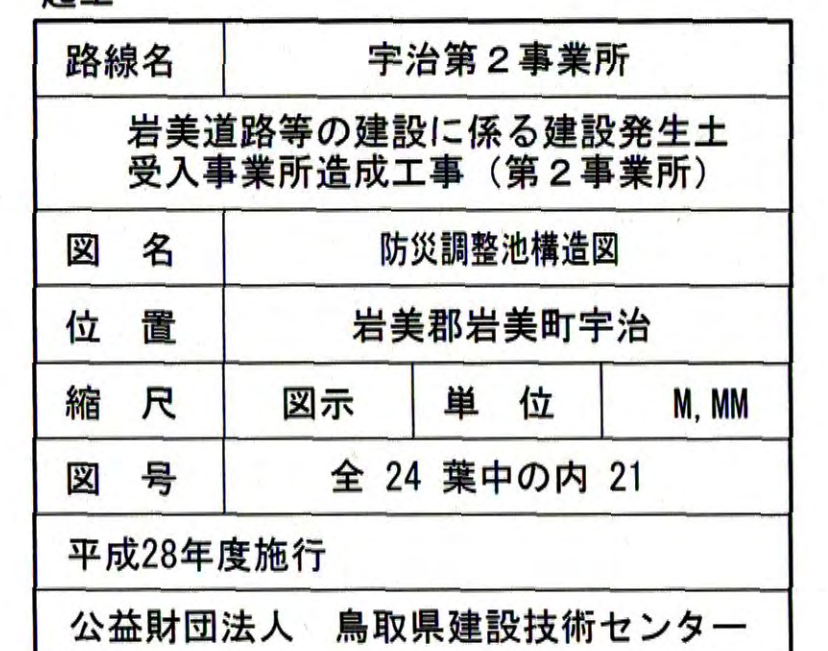 路線名 宇治第2事業所
岩美道路等の建設に係る建設発生土
受入事業所造成工事（第2事業所）
図 名 防災調整池構造図
位 置 岩美郡岩美町宇治
縮 尺 図示 単 位 M,MM
図 号 全 24 葉中の内 21
平成28年度施行
公益財団法人 鳥取県建設技術センター